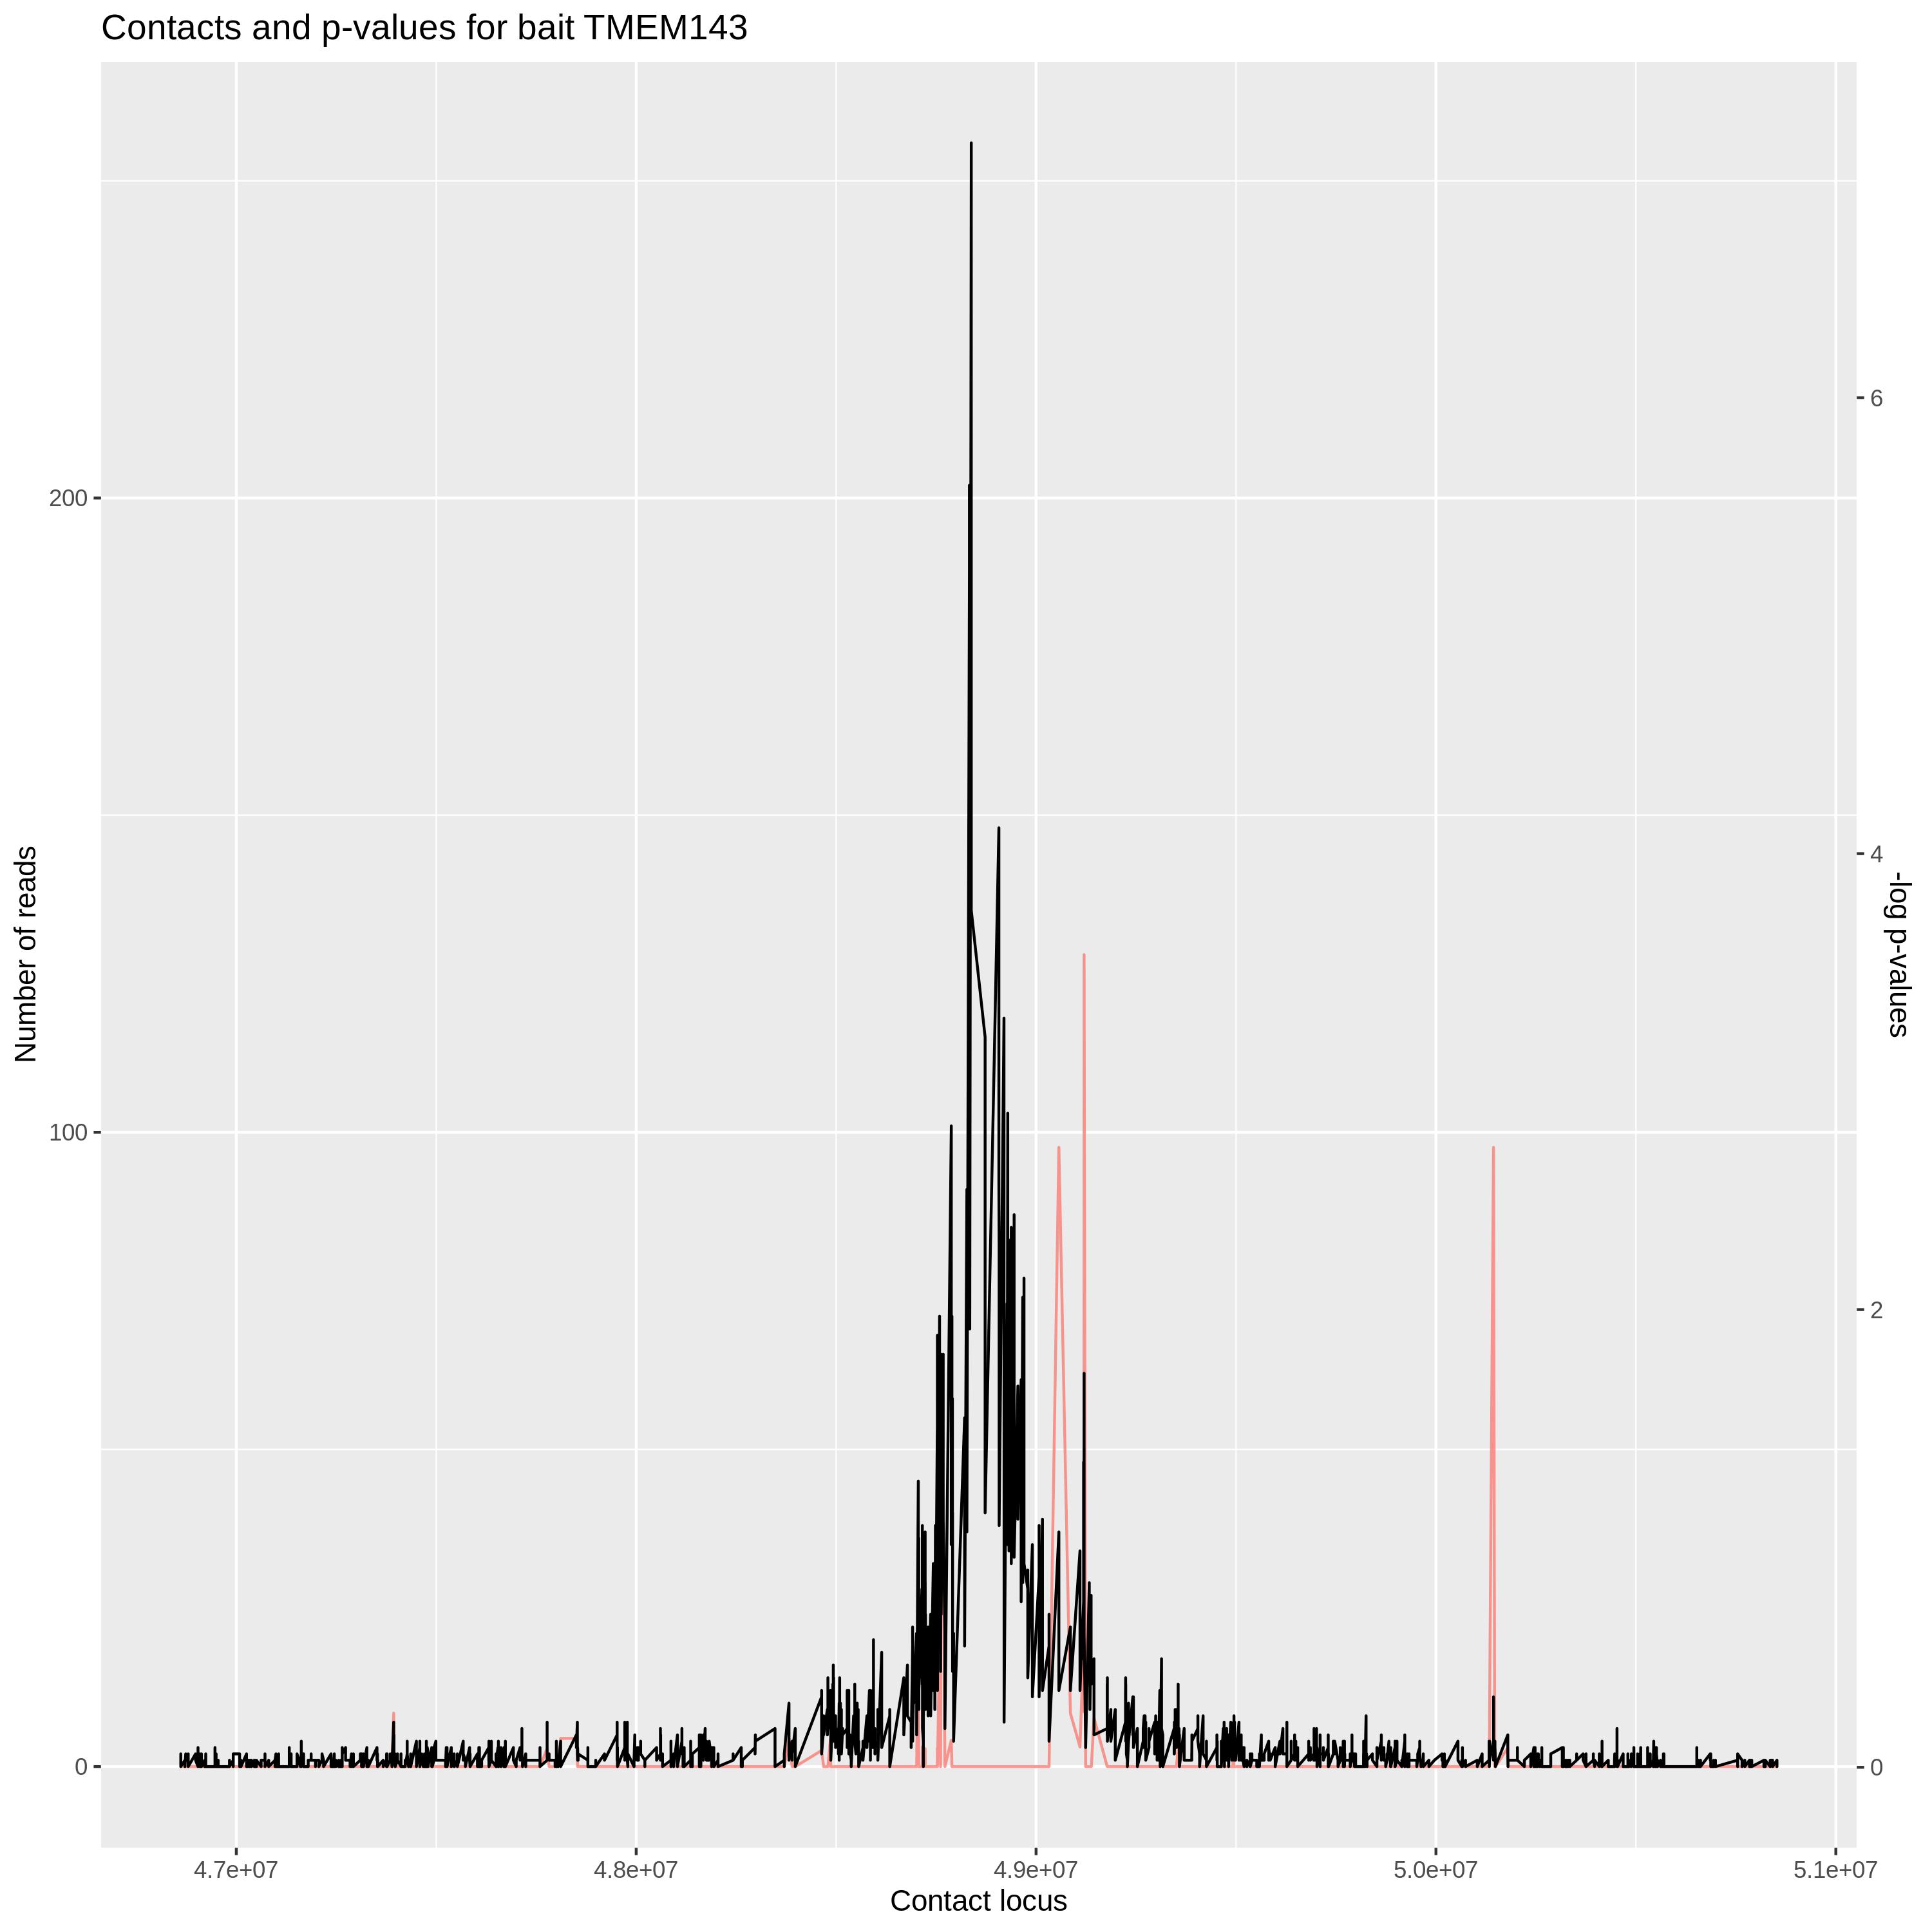 Contacts and p-values for bait TMEM143
Number of reads
200
100
0
6
4
2
0
-log p-values
4.7e+07
4.8e+07
4.9e+07
5.0e+07
5.1e+07
Contact locus